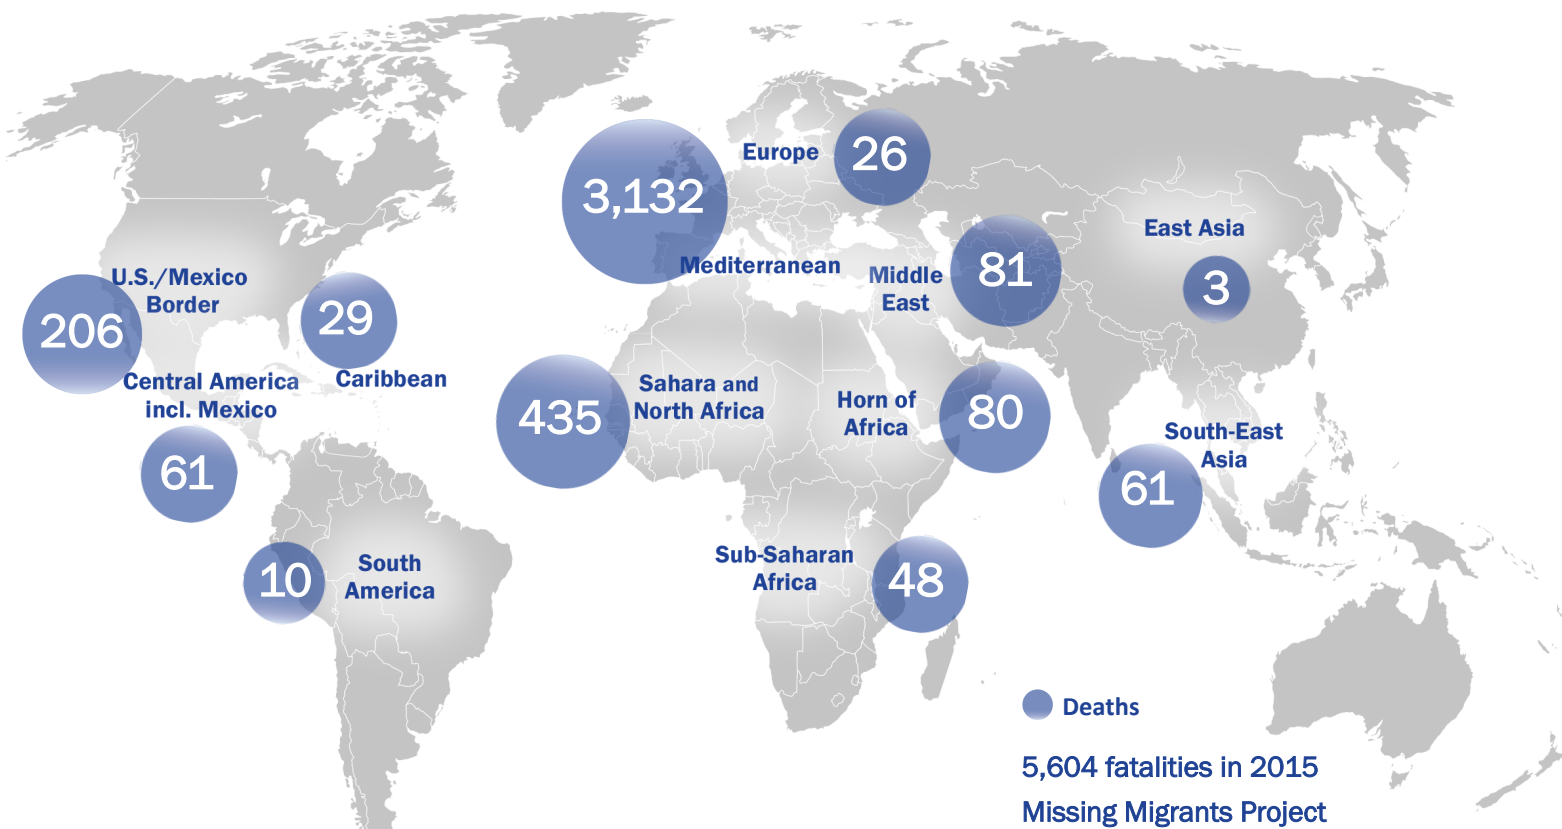 Europe
26
3,132
East Asia
Mediterranean
Middle
East
81
3
U.S./Mexico
Border
206
29
Caribbean
Central America
incl. Mexico
61
435
Sahara and
North Africa
Horn of
Africa
80
South-East
Asia
61
10
South
America
Sub-Saharan
Africa
48
Deaths
5,604 fatalities in 2015
Missing Migrants Project